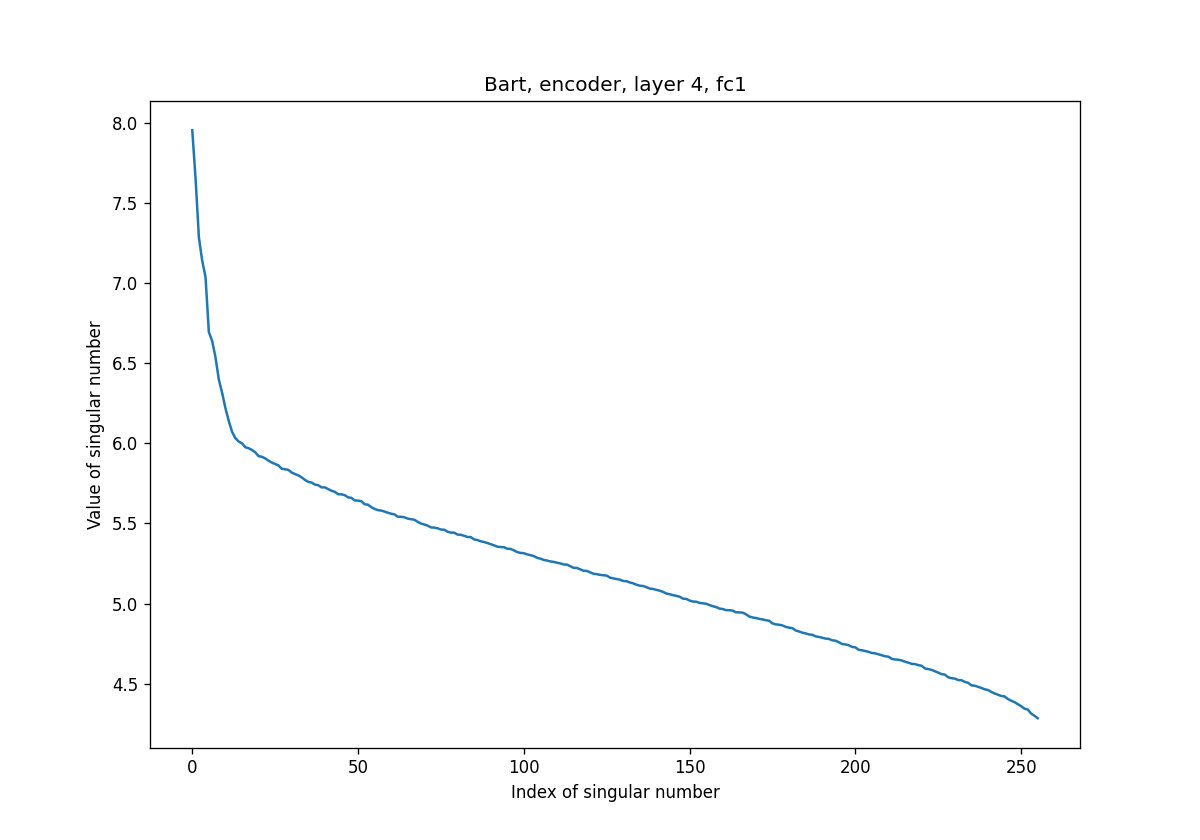 Bart, encoder, layer 4, fc1
8.0
7.5
7.0
6.5
6.0
5.5
5.0
4.5
Value of singular number
0 50 100 150 200 250
Index of singular number